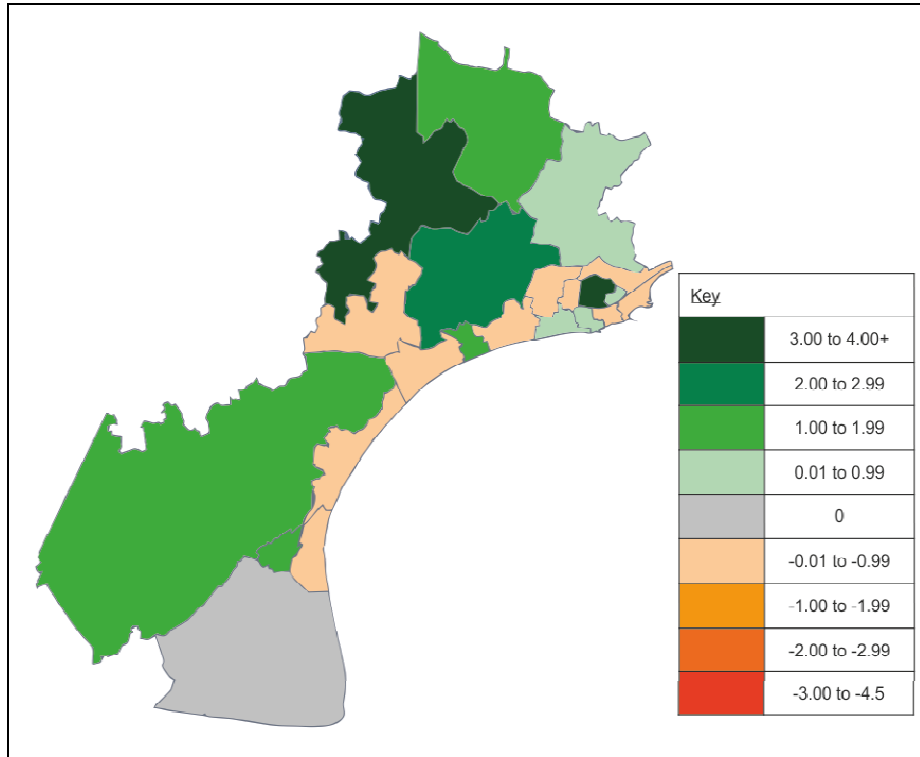 Key
3.00 to 4.00+
2.00 to 2.99
1.00 to 1.99
0.01 to 0.99
0
-0.01 to -0.99
-1.00 to -1.99
-2.00 to -2.99
-3.00 to -4.5